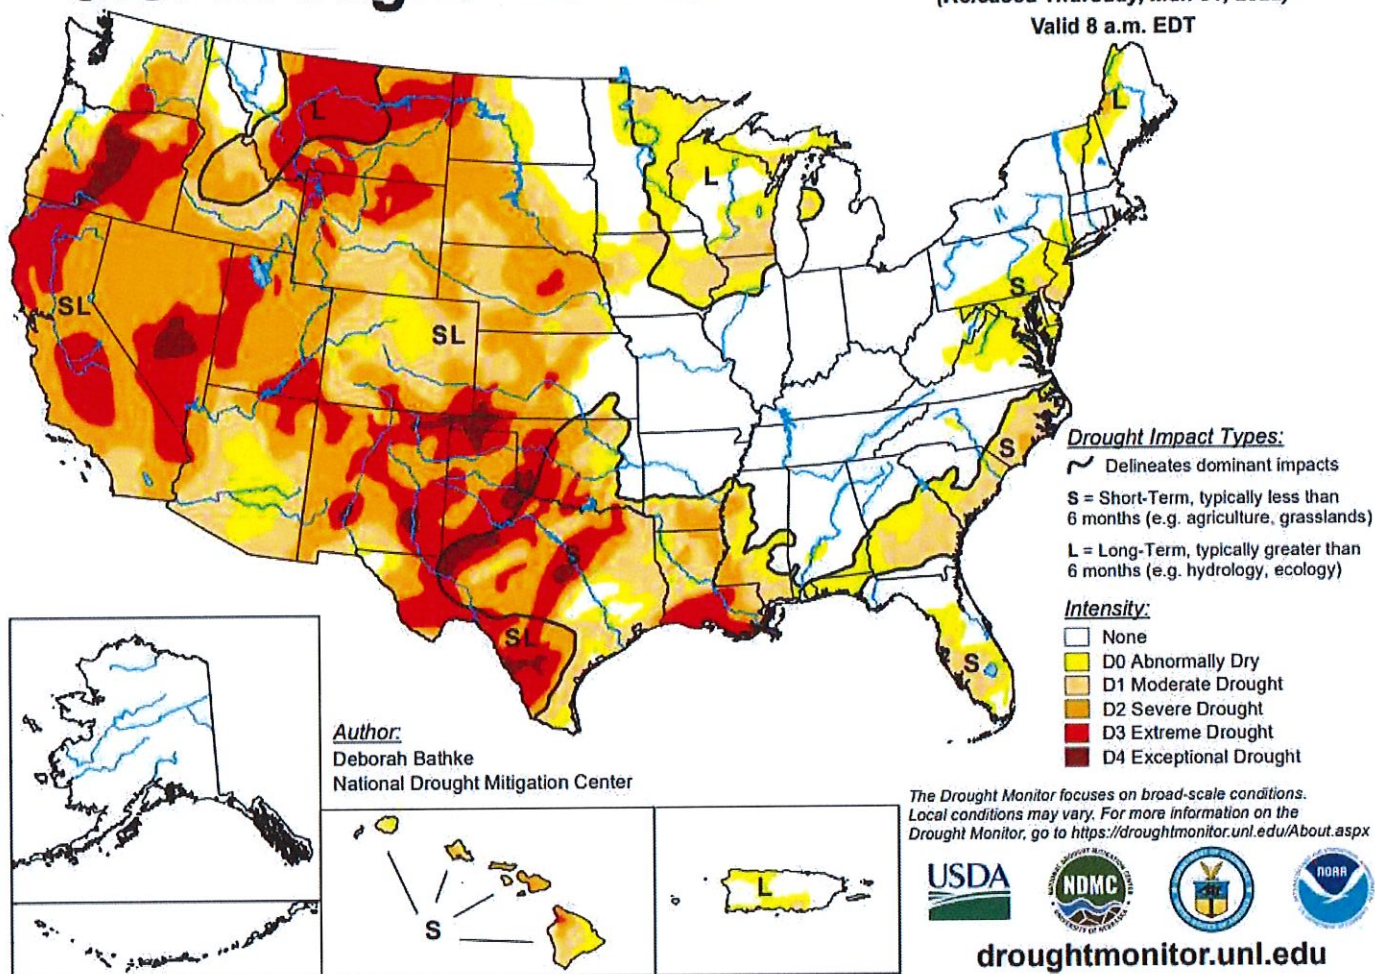 Valid 8 a.m. EDT
L
L
L
SL
SL
S
S
S
SL
S
Drought Impact Types:
Delineates dominant impacts
S = Short-Term, typically less than
6 months (e.g. agriculture, grasslands)
L = Long-Term, typically greater than
6 months (e.g. hydrology, ecology)
Intensity:
None
D0 Abnormally Dry
D1 Moderate Drought
D2 Severe Drought
D3 Extreme Drought
D4 Exceptional Drought
Author:
Deborah Bathke
National Drought Mitigation Center
The Drought Monitor focuses on broad-scale conditions.
Local conditions may vary. For more information on the
Drought Monitor, go to https://droughtmonitor.unl.edu/About.aspx
S
L
USDA
NDMC
NOAA
droughtmonitor.unl.edu